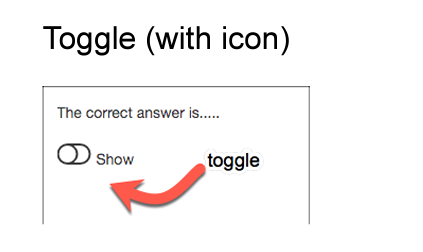 Toggle (with icon)
The correct answer is.....
Show
toggle